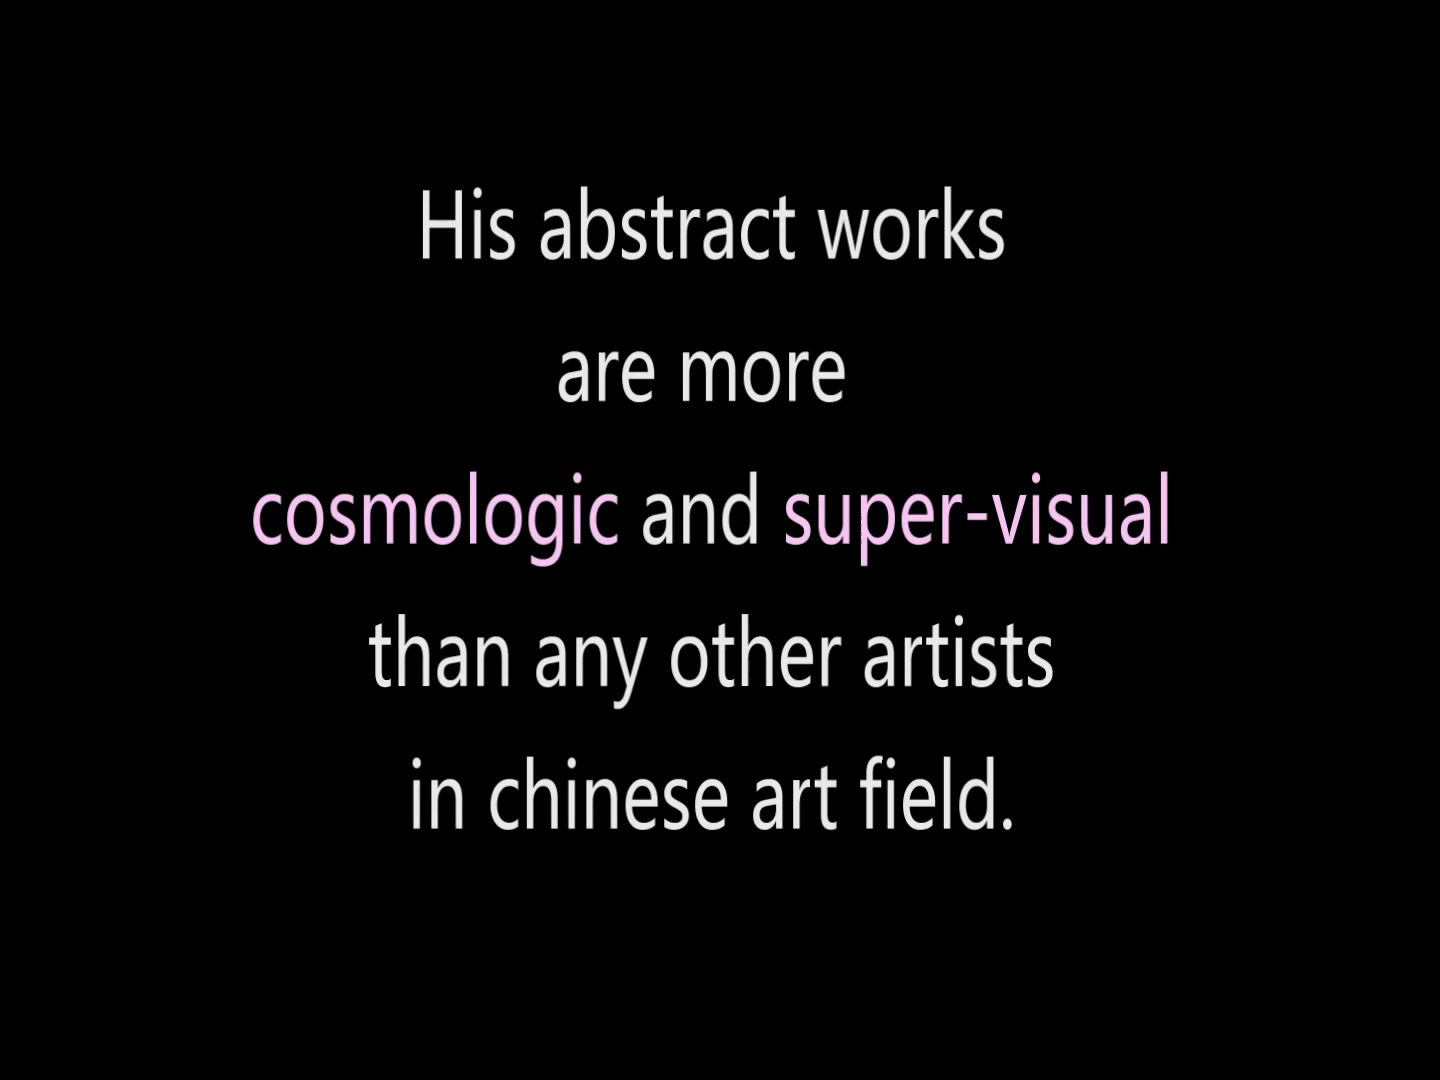 His abstract works
are more
cosmologic and super-visual
than any other artists
in chinese art field.